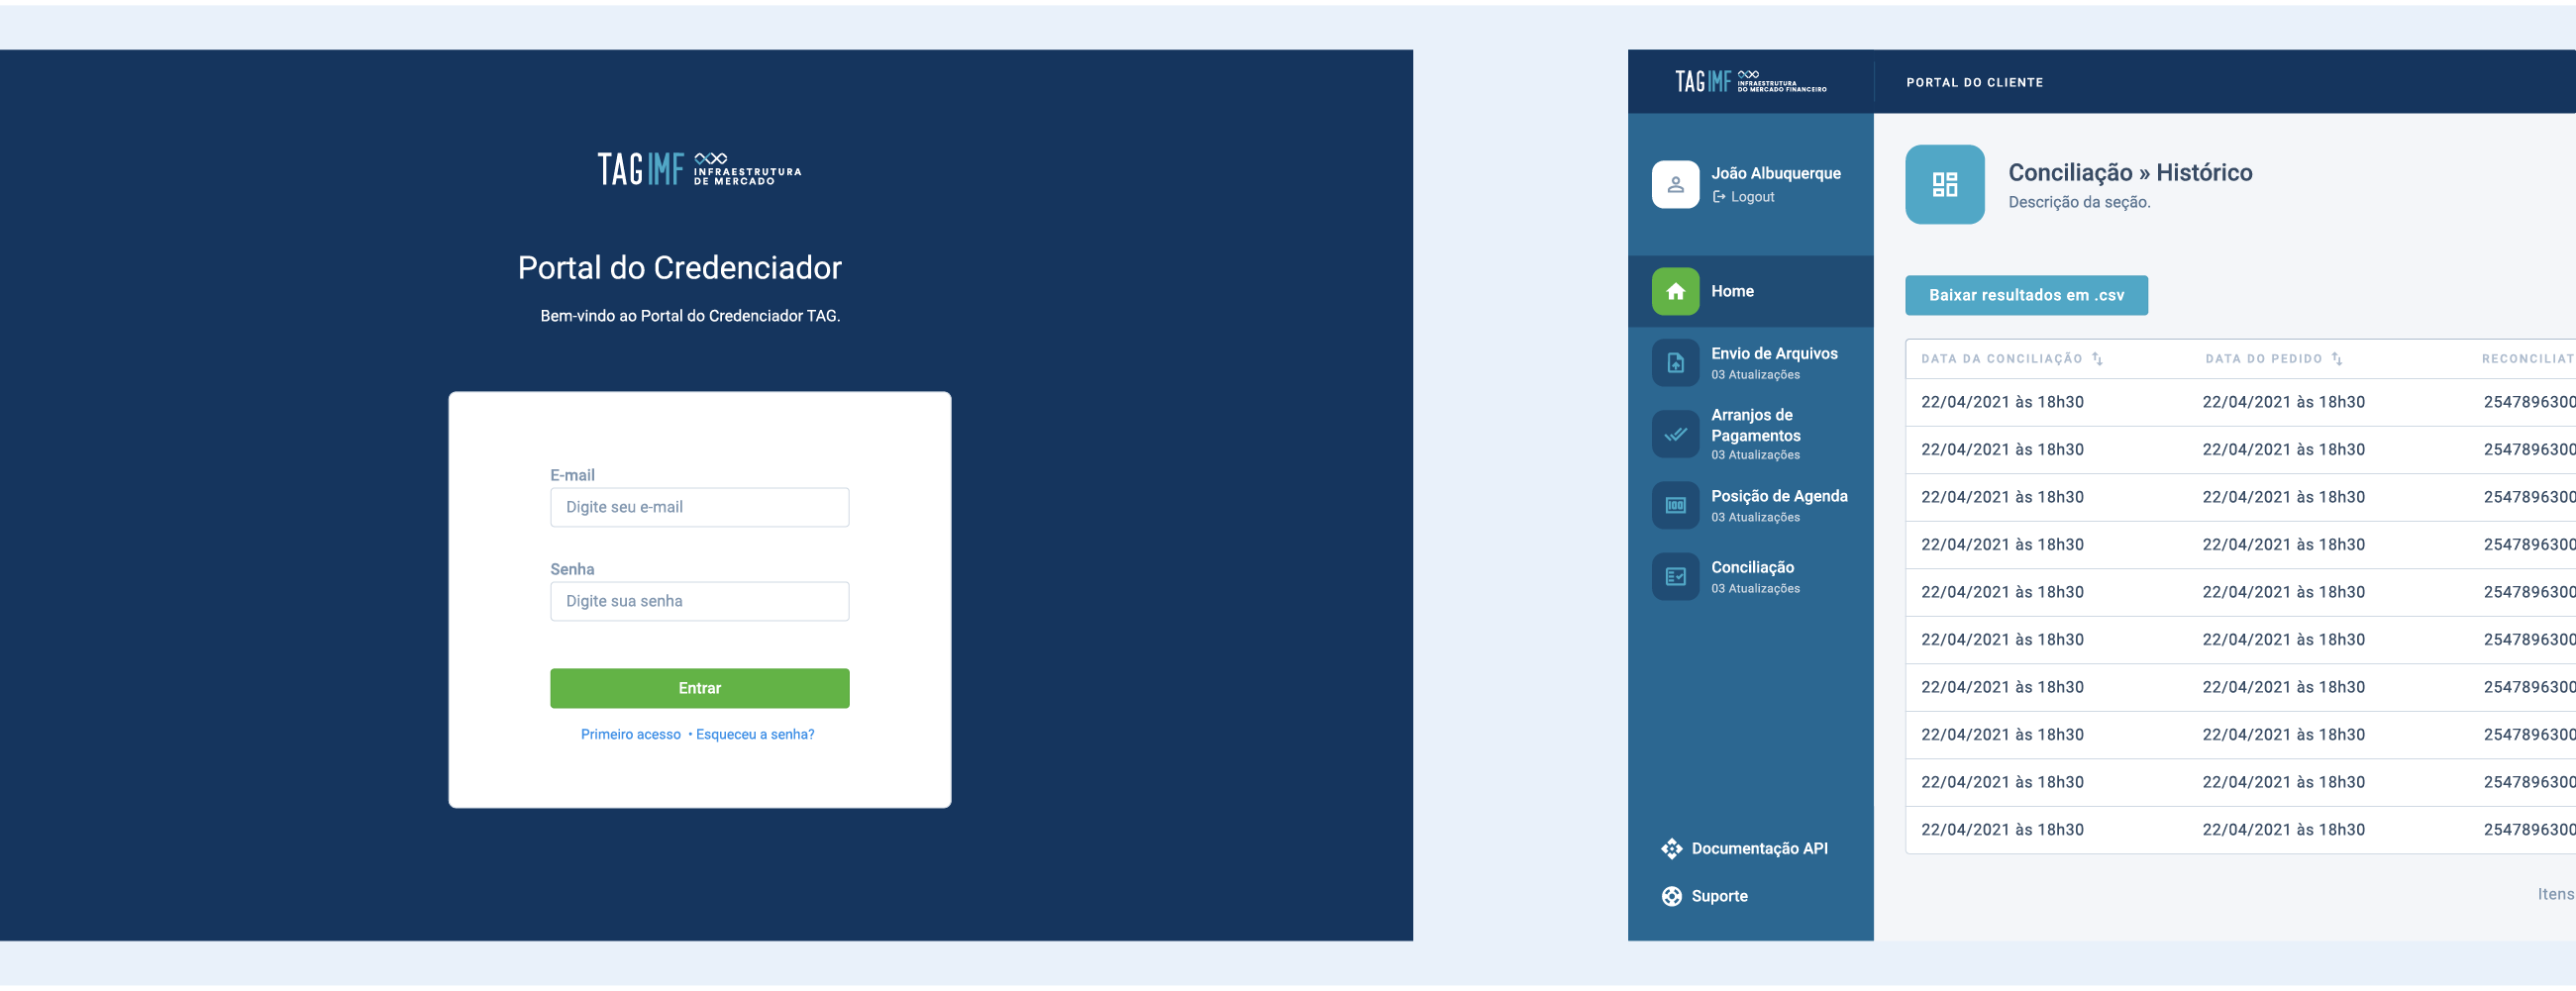 TAG IMF INFRAESTRUTURA
DE MERCADO
Portal do Credenciador
Bem-vindo ao Portal do Credenciador TAG.
E-mail
Digite seu e-mail
Senha
Digite sua senha
Entrar
Primeiro acesso • Esqueceu a senha?
TAG IMF INFRAESTRUTURA
DO MERCADO FINANCEIRO
PORTAL DO CLIENTE
João Albuquerque
Logout
Home
Envio de Arquivos
03 Atualizações
Arranjos de
Pagamentos
03 Atualizações
Posição de Agenda
03 Atualizações
Conciliação
03 Atualizações
Documentação API
Suporte
Conciliação » Histórico
Descrição da seção.
Baixar resultados em .csv
DATA DA CONCILIAÇÃO DATA DO PEDIDO RECONCILIAT
22/04/2021 às 18h30 22/04/2021 às 18h30 2547896300
22/04/2021 às 18h30 22/04/2021 às 18h30 2547896300
22/04/2021 às 18h30 22/04/2021 às 18h30 2547896300
22/04/2021 às 18h30 22/04/2021 às 18h30 2547896300
22/04/2021 às 18h30 22/04/2021 às 18h30 2547896300
22/04/2021 às 18h30 22/04/2021 às 18h30 2547896300
22/04/2021 às 18h30 22/04/2021 às 18h30 2547896300
22/04/2021 às 18h30 22/04/2021 às 18h30 2547896300
22/04/2021 às 18h30 22/04/2021 às 18h30 2547896300
22/04/2021 às 18h30 22/04/2021 às 18h30 2547896300
Itens